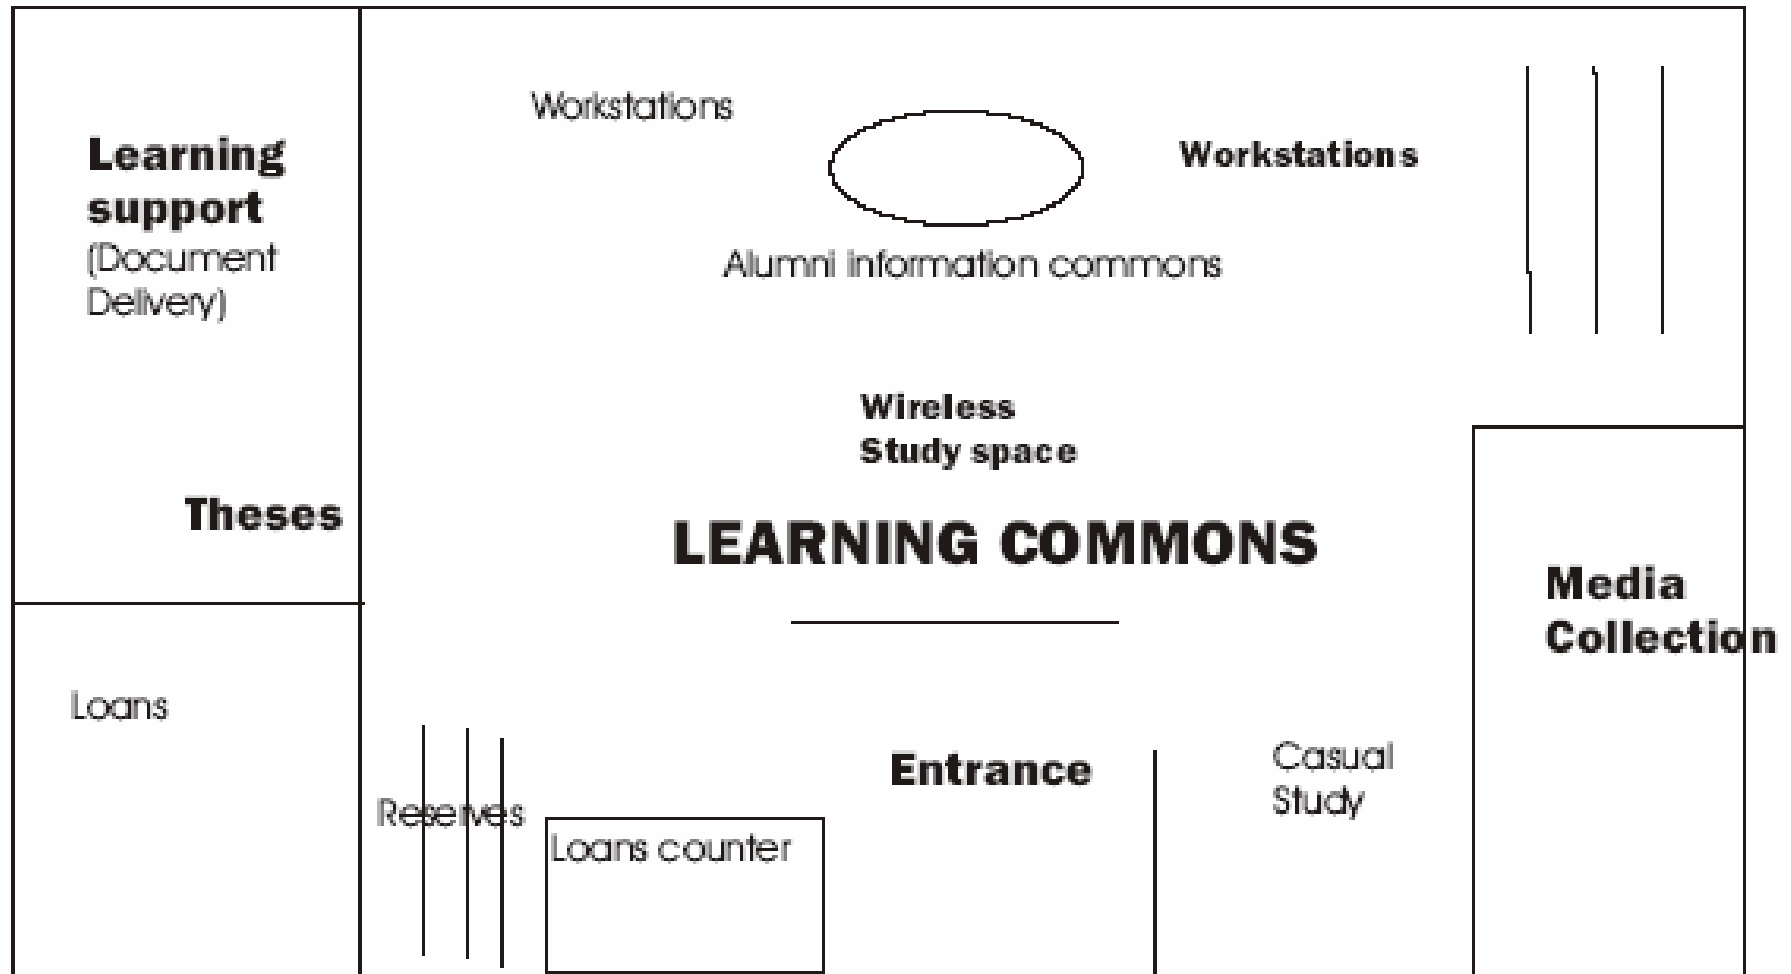 Learning
support
(Document
Delivery)
Theses
Loans
Workstations
Workstations
Alumni information commons
Wireless
Study space
LEARNING COMMONS
Media
Collection
Entrance
Casual
Study
Reserves
Loans counter